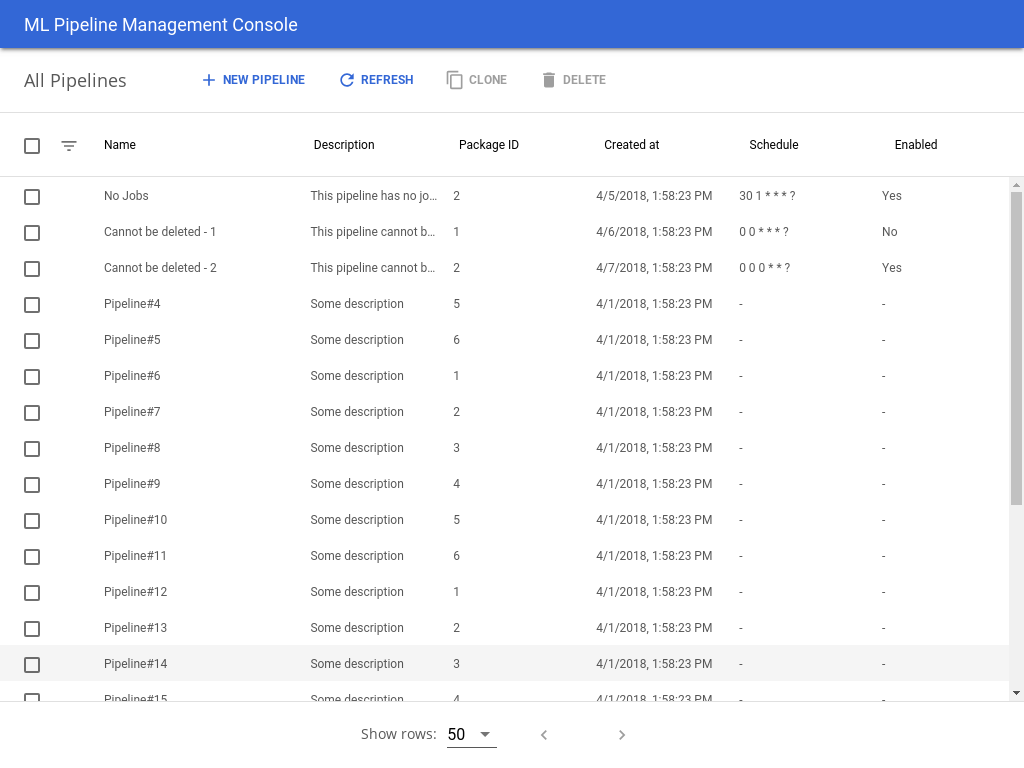 ML Pipeline Management Console
All Pipelines NEW PIPELINE REFRESH CLONE DELETE
Name Description Package ID Created at Schedule Enabled
No Jobs This pipeline has no jo... 2 4/5/2018, 1:58:23 PM 30 1 * * * ? Yes
Cannot be deleted - 1 This pipeline cannot b... 1 4/6/2018, 1:58:23 PM 0 0 * * * ? No
Cannot be deleted - 2 This pipeline cannot b... 2 4/7/2018, 1:58:23 PM 0 0 0 * * ? Yes
Pipeline#4 Some description 5 4/1/2018, 1:58:23 PM - -
Pipeline#5 Some description 6 4/1/2018, 1:58:23 PM - -
Pipeline#6 Some description 1 4/1/2018, 1:58:23 PM - -
Pipeline#7 Some description 2 4/1/2018, 1:58:23 PM - -
Pipeline#8 Some description 3 4/1/2018, 1:58:23 PM - -
Pipeline#9 Some description 4 4/1/2018, 1:58:23 PM - -
Pipeline#10 Some description 5 4/1/2018, 1:58:23 PM - -
Pipeline#11 Some description 6 4/1/2018, 1:58:23 PM - -
Pipeline#12 Some description 1 4/1/2018, 1:58:23 PM - -
Pipeline#13 Some description 2 4/1/2018, 1:58:23 PM - -
Pipeline#14 Some description 3 4/1/2018, 1:58:23 PM - -
Pipeline#15 Some description 4 4/1/2018, 1:58:23 PM - -
Show rows: 50